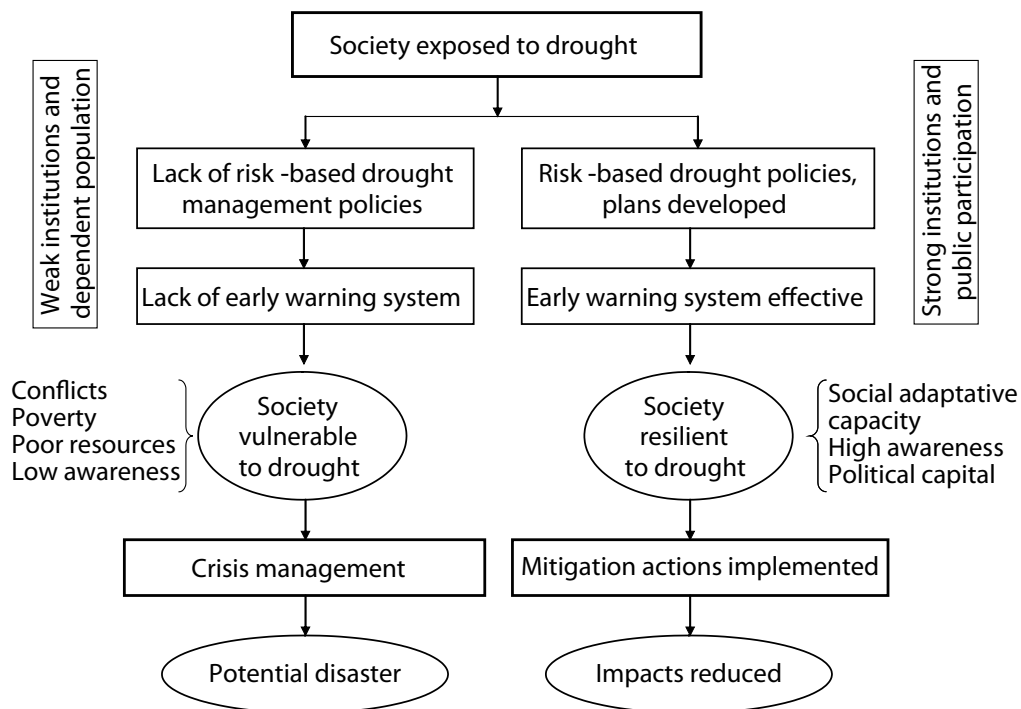 Society exposed to drought
Weak institutions and
dependent population
Strong institutions and
public participation
Lack of risk -based drought
management policies
Risk -based drought policies,
plans developed
Lack of early warning system
Early warning system effective
Conflicts
Poverty
Poor resources
Low awareness
Society
vulnerable
to drought
Society
resilient
to drought
Social adaptative
capacity
High awareness
Political capital
Crisis management
Mitigation actions implemented
Potential disaster
Impacts reduced